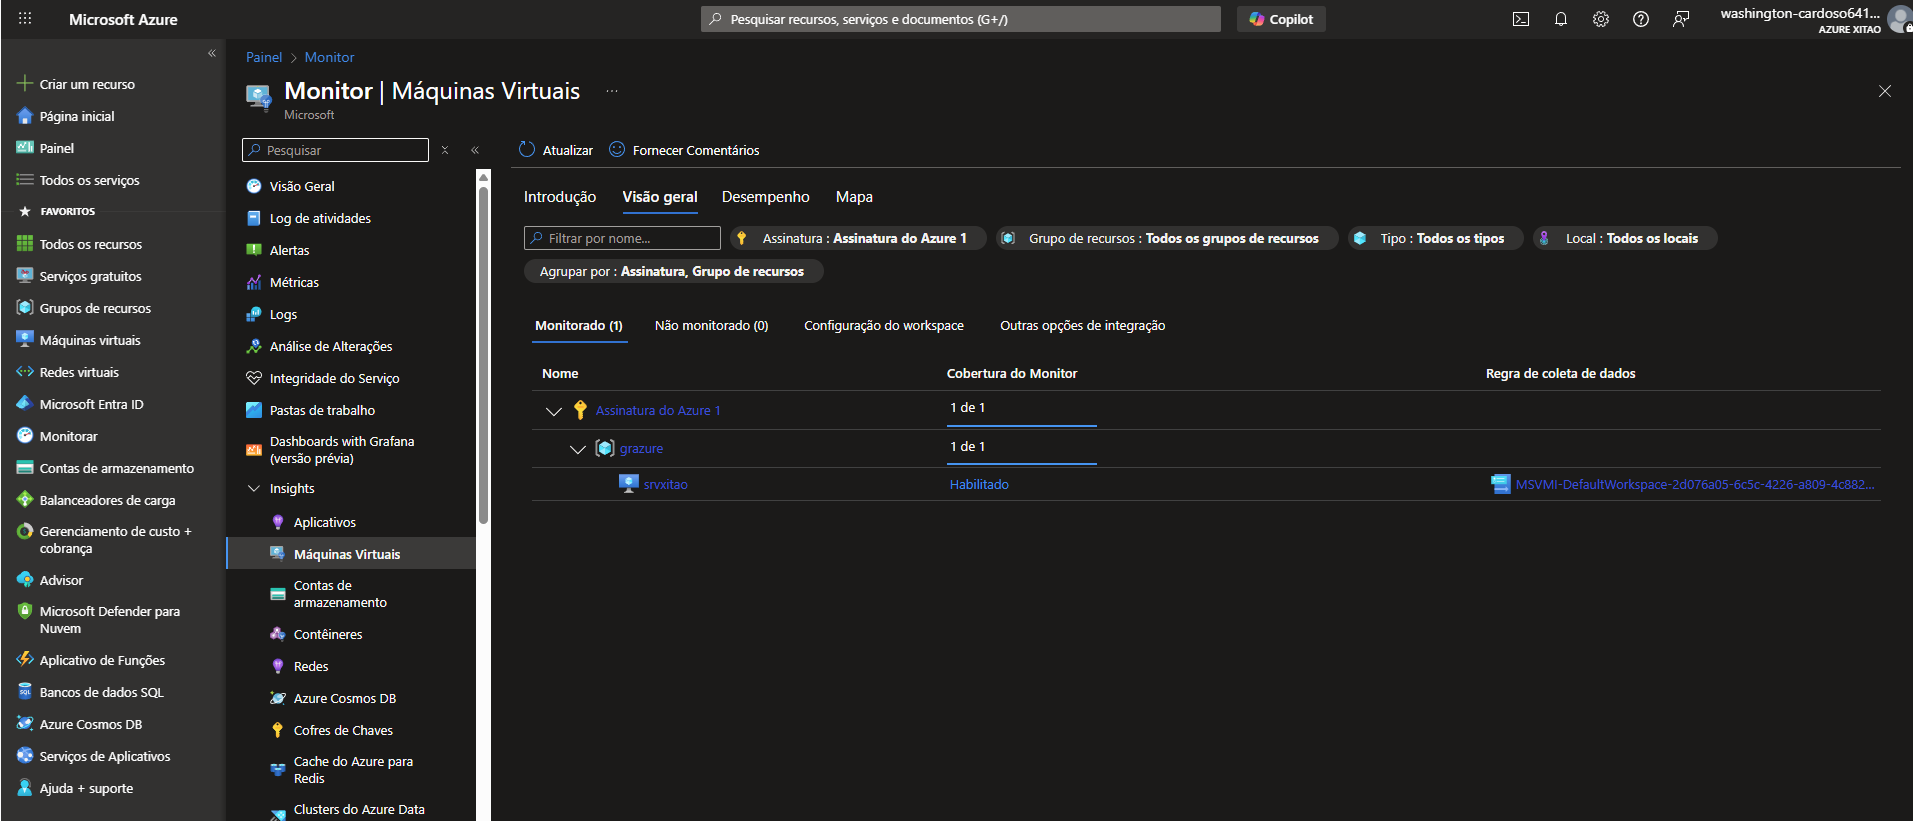 Microsoft Azure
Pesquisar recursos, serviços e documentos (G+/)
Copilot
washington-cardoso641...
AZURE XITAO
«
Criar um recurso
Página inicial
Painel
Todos os serviços
FAVORITOS
Todos os recursos
Serviços gratuitos
Grupos de recursos
Máquinas virtuais
Redes virtuais
Microsoft Entra ID
Monitorar
Contas de armazenamento
Balanceadores de carga
Gerenciamento de custo +
cobrança
Advisor
Microsoft Defender para
Nuvem
Aplicativo de Funções
Bancos de dados SQL
Azure Cosmos DB
Serviços de Aplicativos
Ajuda + suporte
Painel > Monitor
Monitor | Máquinas Virtuais ...
Microsoft
Pesquisar
«
Visão Geral
Log de atividades
Alertas
Métricas
Logs
Análise de Alterações
Integridade do Serviço
Pastas de trabalho
Dashboards with Grafana
(versão prévia)
Insights
Aplicativos
Máquinas Virtuais
Contas de
armazenamento
Contêineres
Redes
Azure Cosmos DB
Cofres de Chaves
Cache do Azure para
Redis
Clusters do Azure Data
Atualizar
Fornecer Comentários
Introdução
Visão geral
Desempenho
Mapa
Filtrar por nome...
Assinatura : Assinatura do Azure 1
Grupo de recursos : Todos os grupos de recursos
Tipo : Todos os tipos
Local : Todos os locais
Agrupar por : Assinatura, Grupo de recursos
Monitorado (1)
Não monitorado (0)
Configuração do workspace
Outras opções de integração
Nome
Cobertura do Monitor
Regra de coleta de dados
Assinatura do Azure 1
1 de 1
grazure
1 de 1
srvxitao
Habilitado
MSVMI-DefaultWorkspace-2d076a05-6c5c-4226-a809-4c882...